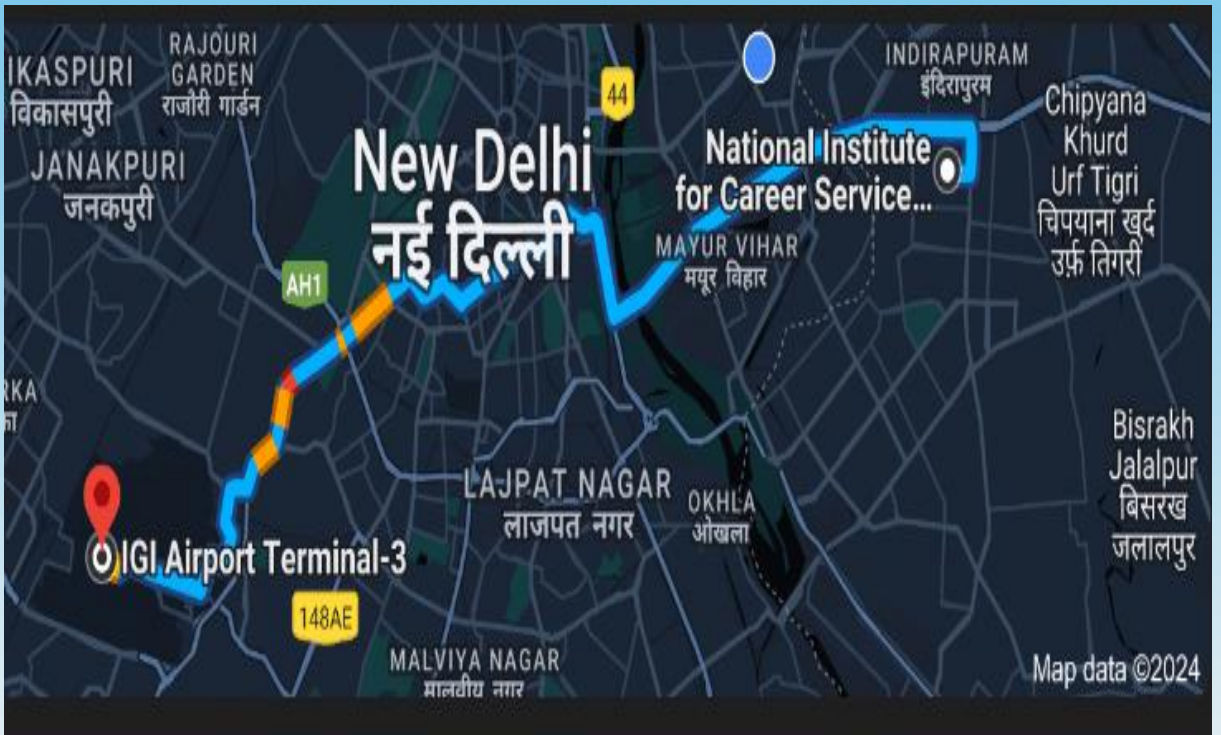 IKASPURI
विकासपुरी
RAJOURI
GARDEN
राजोरी गार्डन
44
INDIRAPURAM
इंदिरापुरम
JANAKPURI
जनकपुरी
New Delhi
नई दिल्ली
National Institute
for Career Service...
Chipyana
Khurd
Urf Tigri
चिपयाना खुर्द
उर्फ़ तिगरी
MAYUR VIHAR
मयूर विहार
AH1
RKA
का
LAJPAT NAGAR
लाजपत नगर
OKHLA
ओखला
Bisrakh
Jalalpur
बिसरख
जलालपुर
IGI Airport Terminal-3
148AE
MALVIYA NAGAR
मालवीय नगर
Map data ©2024